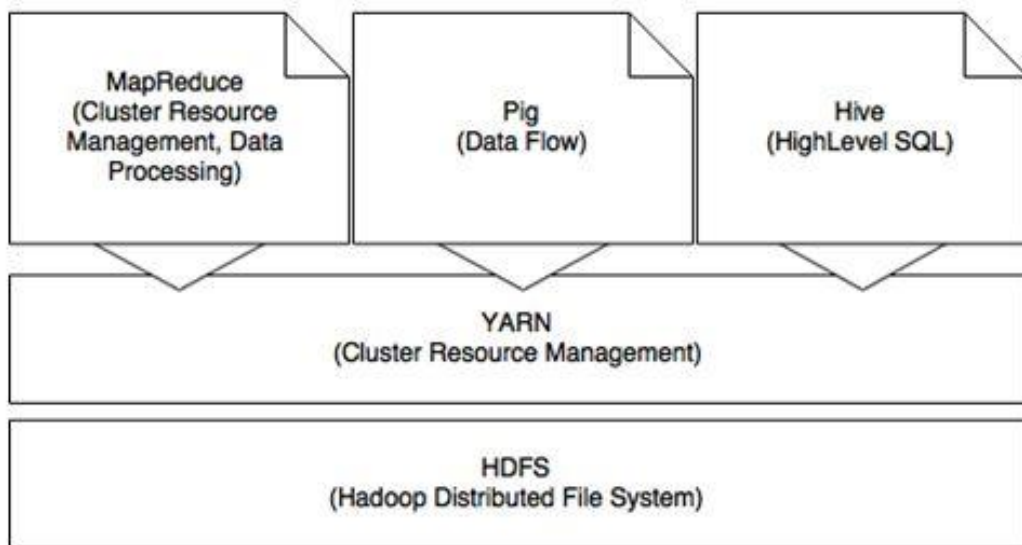 MapReduce
(Cluster Resource
Management, Data
Processing)
Pig
(Data Flow)
Hive
(HighLevel SQL)
YARN
(Cluster Resource Management)
HDFS
(Hadoop Distributed File System)